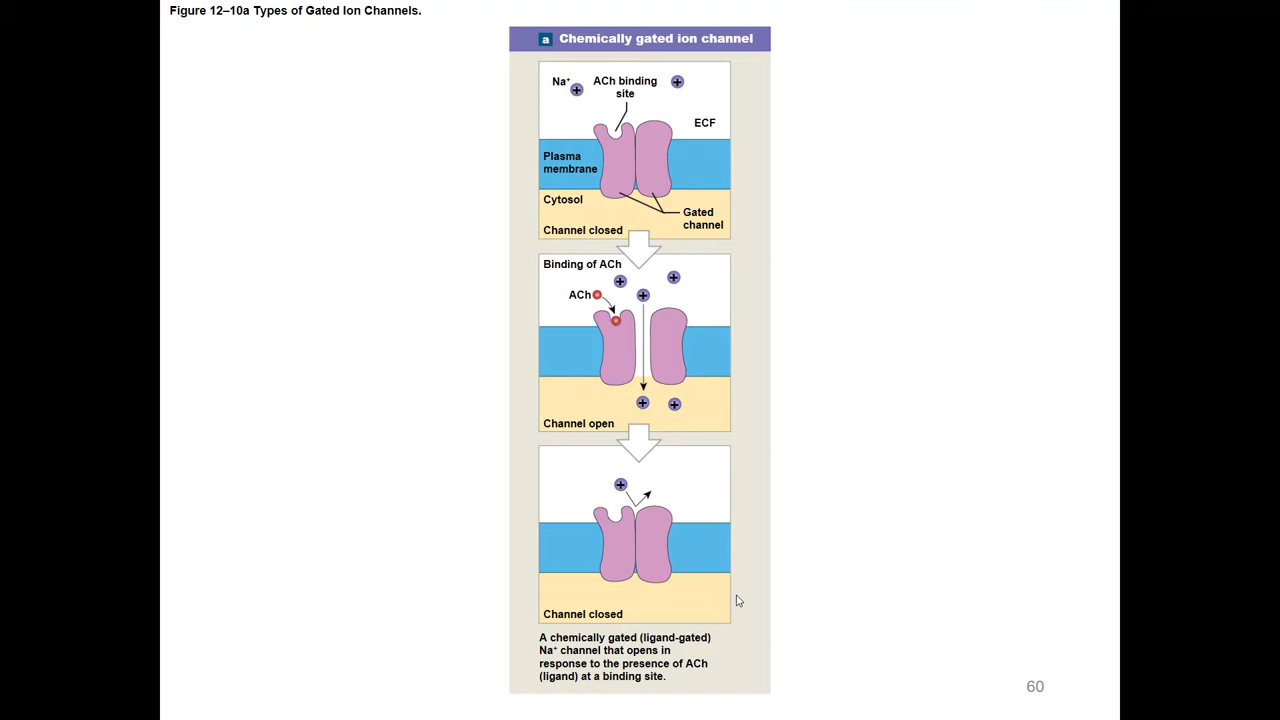 Figure 12–10a Types of Gated Ion Channels.
a Chemically gated ion channel
Na⁺
ACh binding
site
ECF
Plasma
membrane
Cytosol
Gated
channel
Channel closed
Binding of ACh
ACh
Channel open
Channel closed
A chemically gated (ligand-gated)
Na⁺ channel that opens in
response to the presence of ACh
(ligand) at a binding site.
60